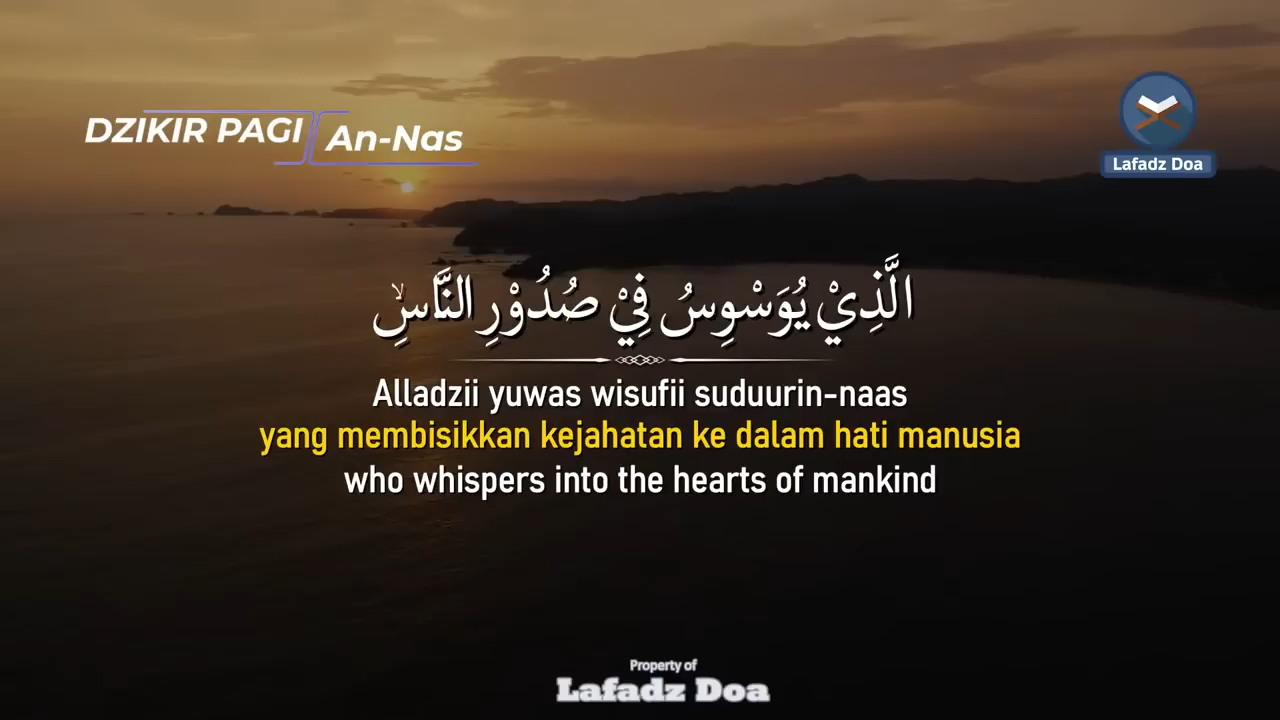 DZIKIR PAGI An-Nas
Lafadz Doa
الَّذِيْ يُوَسْوِسُ فِيْ صُدُوْرِ النَّاسِۙ
Alladzii yuwas wisufii suduurin-naas
yang membisikkan kejahatan ke dalam hati manusia
who whispers into the hearts of mankind
Property of
Lafadz Doa